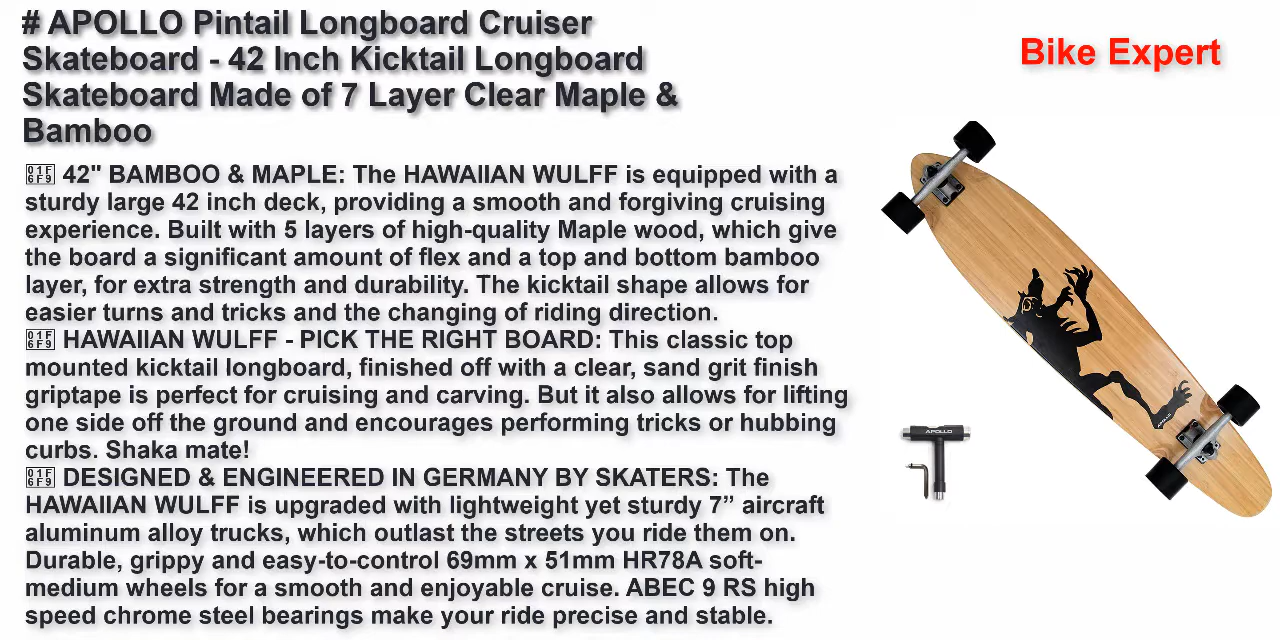 # APOLLO Pintail Longboard Cruiser
Skateboard - 42 Inch Kicktail Longboard
Skateboard Made of 7 Layer Clear Maple &
Bamboo
Bike Expert
🛹 42" BAMBOO & MAPLE: The HAWAIIAN WULFF is equipped with a
sturdy large 42 inch deck, providing a smooth and forgiving cruising
experience. Built with 5 layers of high-quality Maple wood, which give
the board a significant amount of flex and a top and bottom bamboo
layer, for extra strength and durability. The kicktail shape allows for
easier turns and tricks and the changing of riding direction.
🛹 HAWAIIAN WULFF - PICK THE RIGHT BOARD: This classic top
mounted kicktail longboard, finished off with a clear, sand grit finish
griptape is perfect for cruising and carving. But it also allows for lifting
one side off the ground and encourages performing tricks or hubbing
curbs. Shaka mate!
🛹 DESIGNED & ENGINEERED IN GERMANY BY SKATERS: The
HAWAIIAN WULFF is upgraded with lightweight yet sturdy 7” aircraft
aluminum alloy trucks, which outlast the streets you ride them on.
Durable, grippy and easy-to-control 69mm x 51mm HR78A soft-
medium wheels for a smooth and enjoyable cruise. ABEC 9 RS high
speed chrome steel bearings make your ride precise and stable.
APOLLO
APOLLO